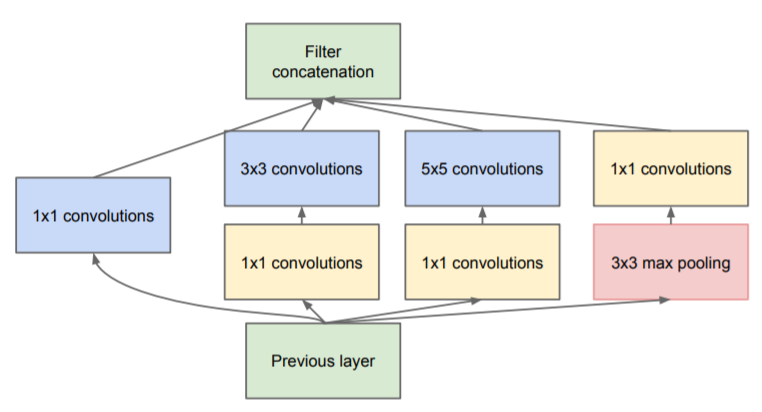 Filter
concatenation
3x3 convolutions
5x5 convolutions
1x1 convolutions
1x1 convolutions
1x1 convolutions
1x1 convolutions
3x3 max pooling
Previous layer